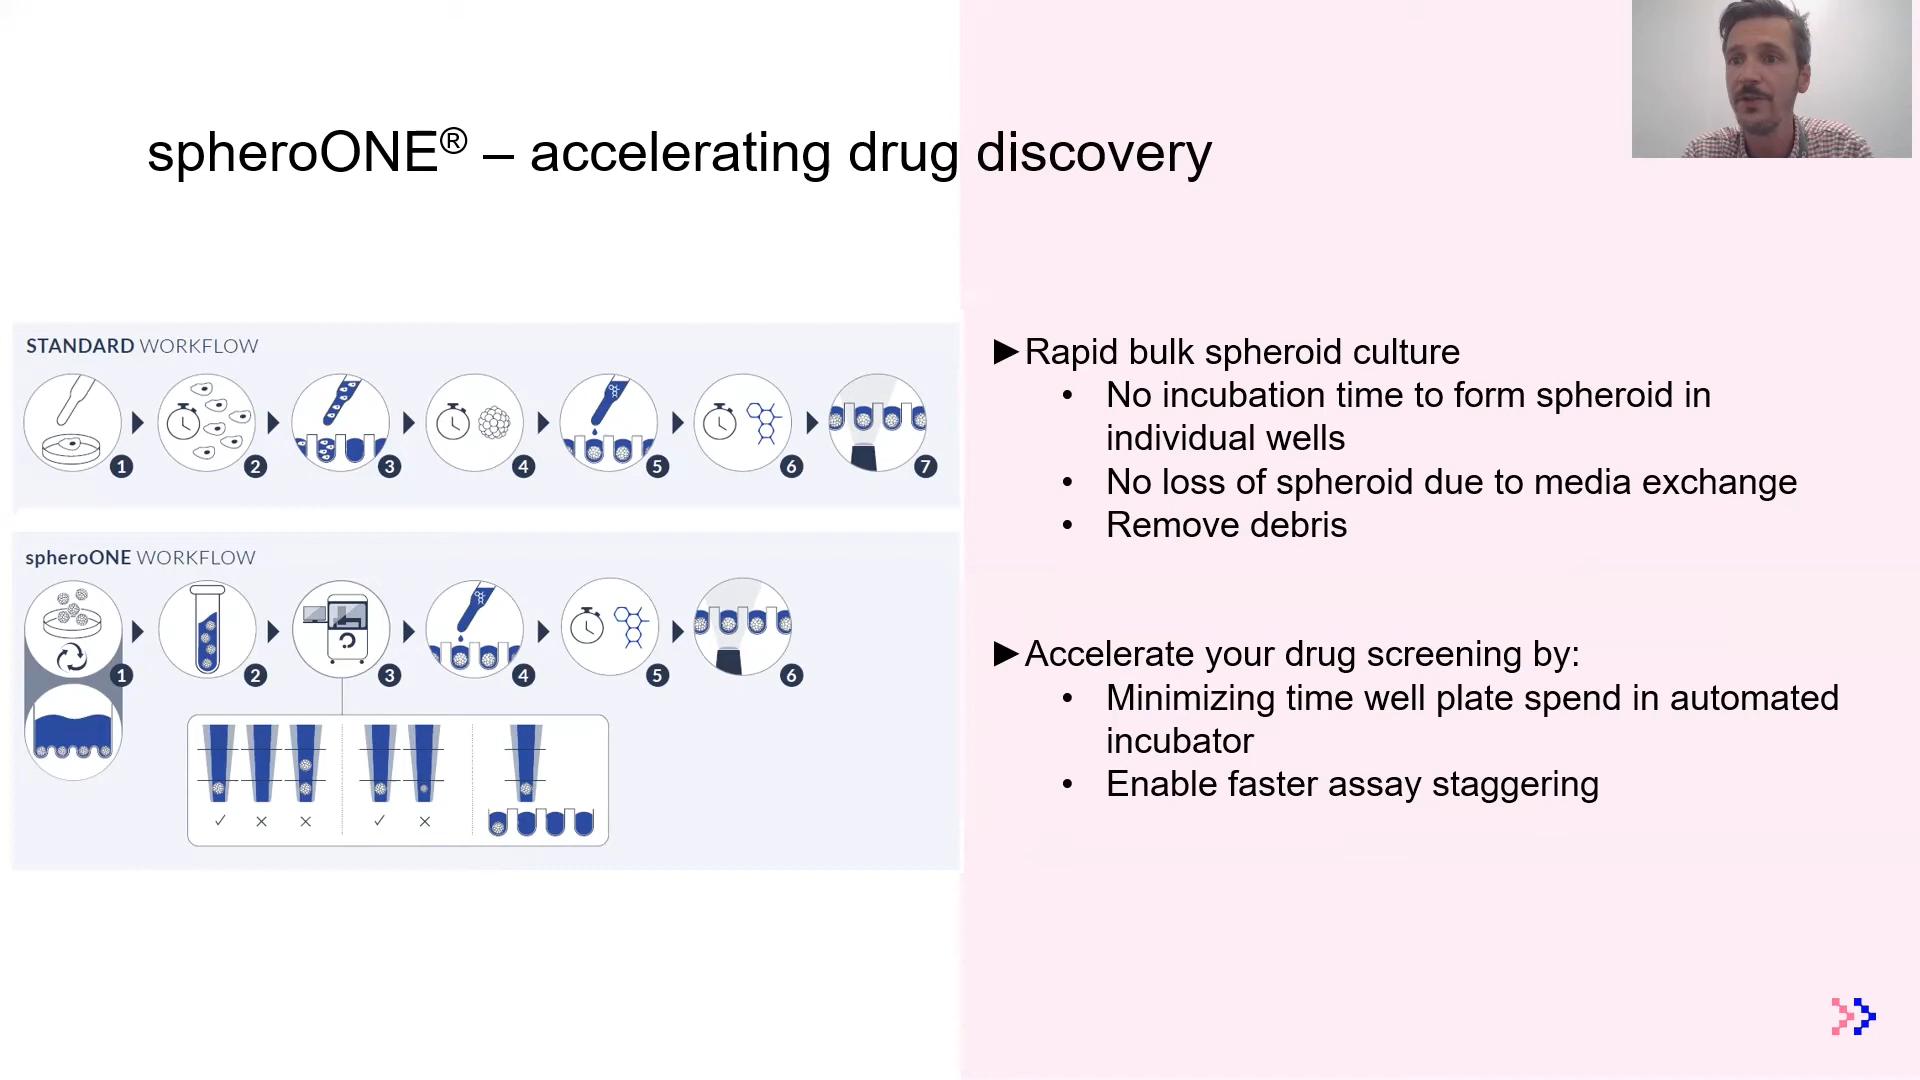 spheroONE® – accelerating drug discovery
STANDARD WORKFLOW
1 2 3 4 5 6 7
spheroONE WORKFLOW
1 2 3 4 5 6
►Rapid bulk spheroid culture
• No incubation time to form spheroid in
individual wells
• No loss of spheroid due to media exchange
• Remove debris
►Accelerate your drug screening by:
• Minimizing time well plate spend in automated
incubator
• Enable faster assay staggering